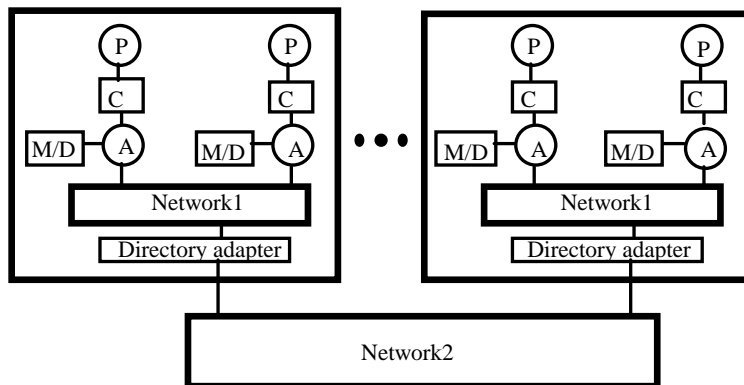 P P P P
C C C C
M/D A M/D A M/D A M/D A
Network1 Network1
Directory adapter Directory adapter
Network2